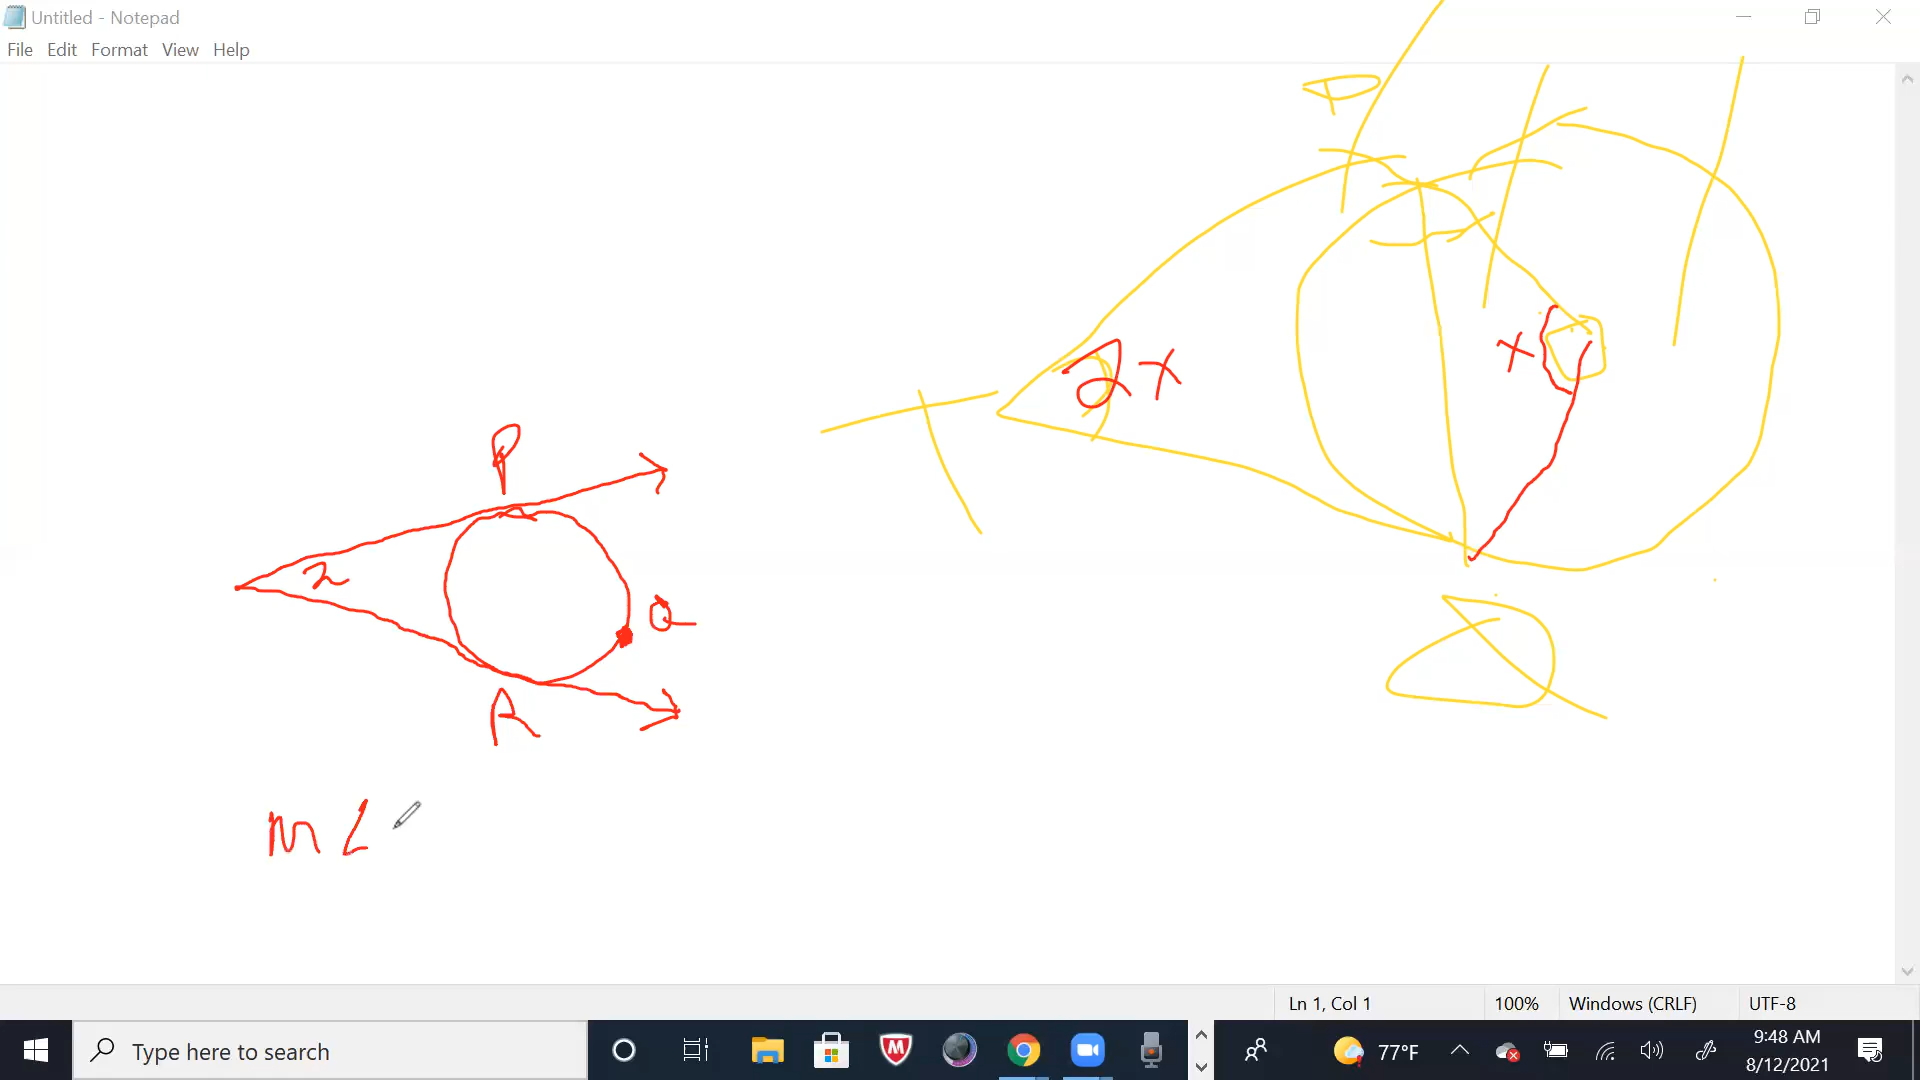 Untitled - Notepad
File Edit Format View Help
P
2x
x
T
P
2
Q
R
m∠
Ln 1, Col 1 100% Windows (CRLF) UTF-8
Type here to search
77°F
9:48 AM
8/12/2021